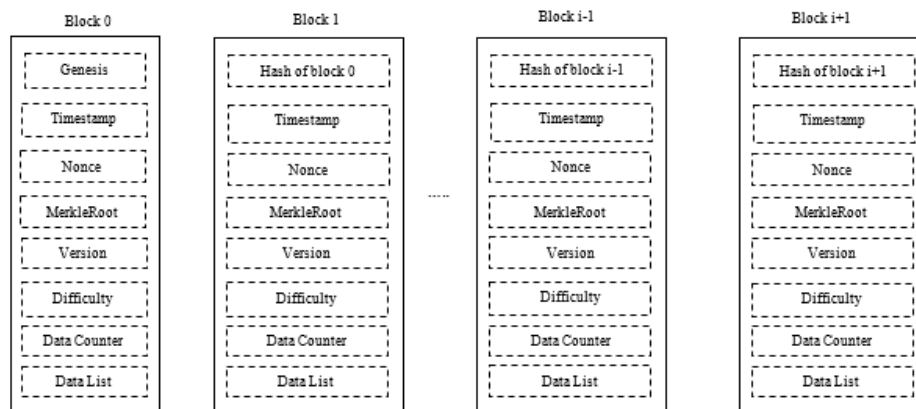 Block 0
Genesis
Timestamp
Nonce
MerkleRoot
Version
Difficulty
Data Counter
Data List
Block 1
Hash of block 0
Timestamp
Nonce
MerkleRoot
Version
Difficulty
Data Counter
Data List
.....
Block i-1
Hash of block i-1
Timestamp
Nonce
MerkleRoot
Version
Difficulty
Data Counter
Data List
Block i+1
Hash of block i+1
Timestamp
Nonce
MerkleRoot
Version
Difficulty
Data Counter
Data List